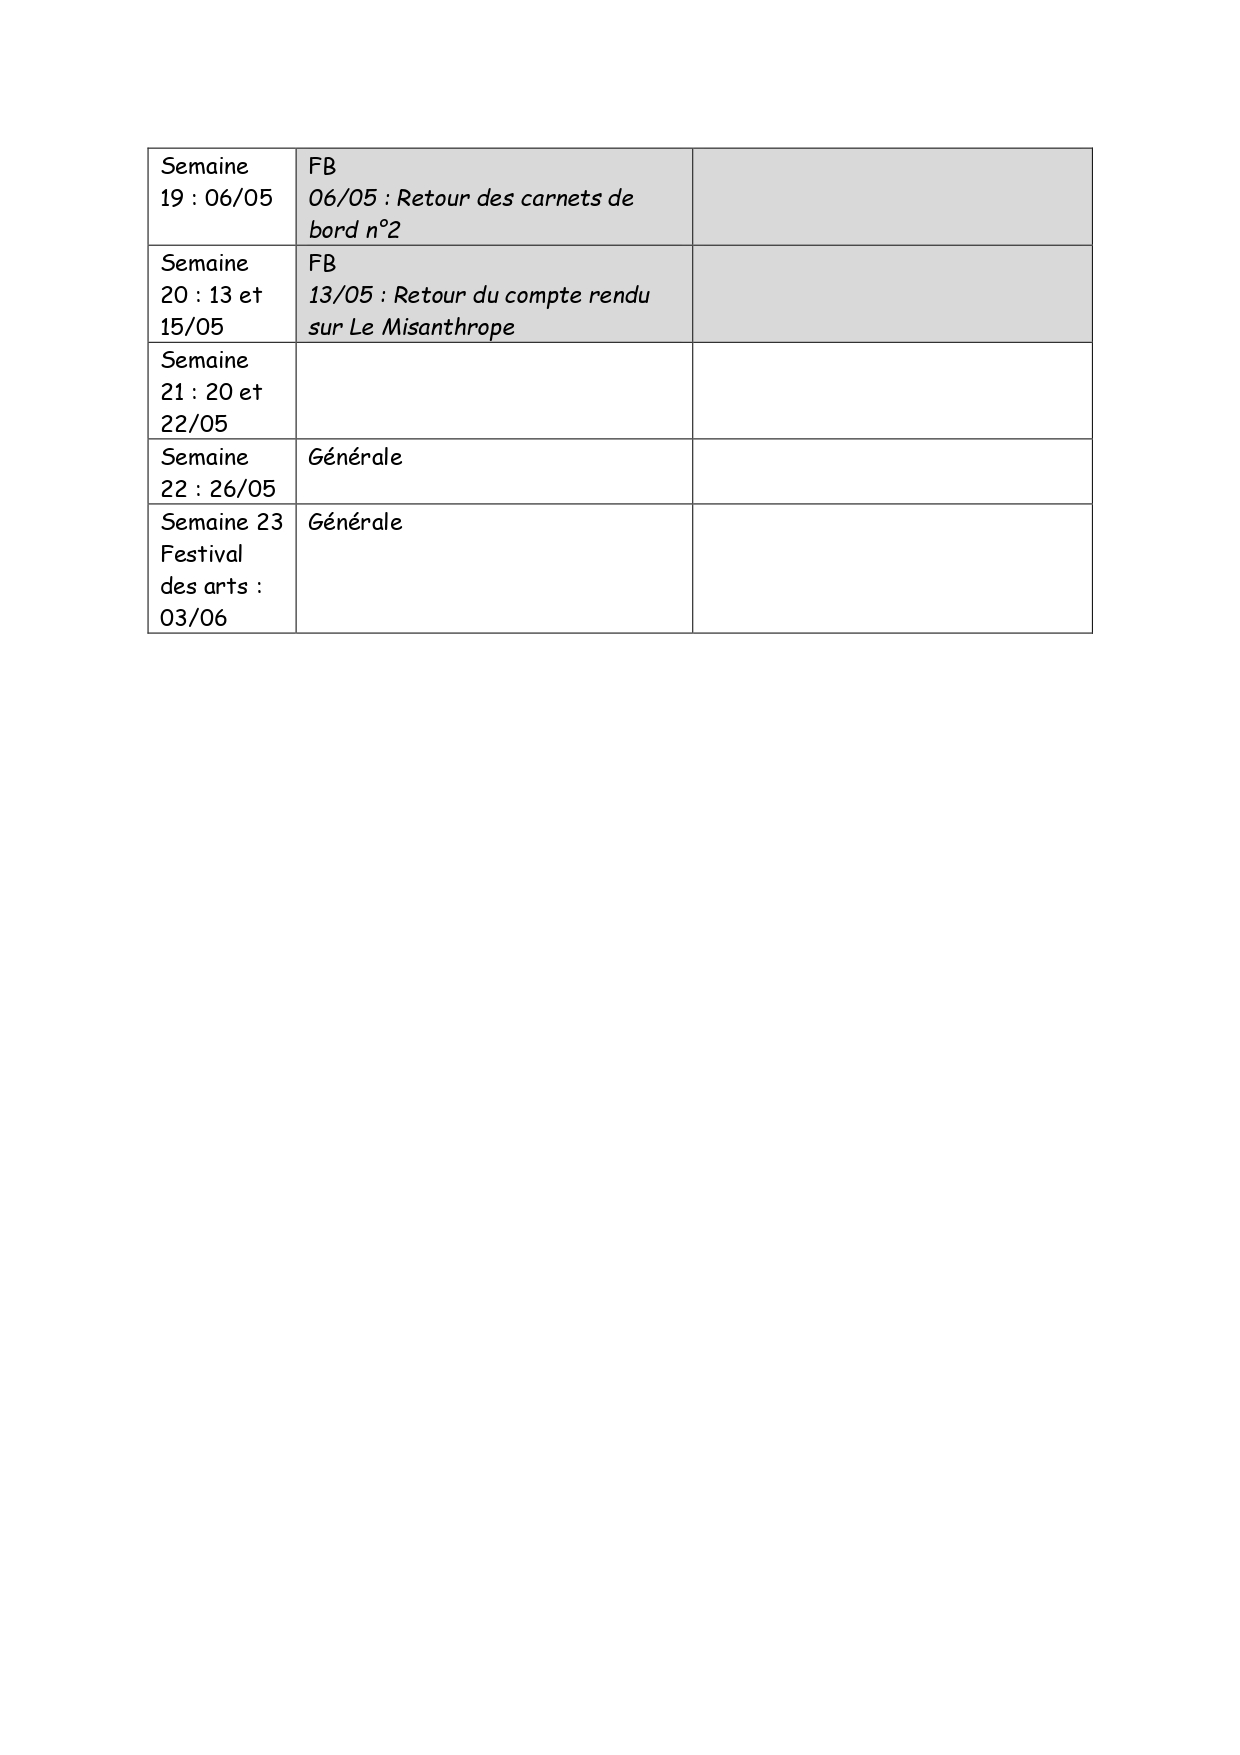 Semaine
19 : 06/05
FB
06/05 : Retour des carnets de
bord n°2
Semaine
20 : 13 et
15/05
FB
13/05 : Retour du compte rendu
sur Le Misanthrope
Semaine
21 : 20 et
22/05
Semaine
22 : 26/05
Générale
Semaine 23
Festival
des arts :
03/06
Générale